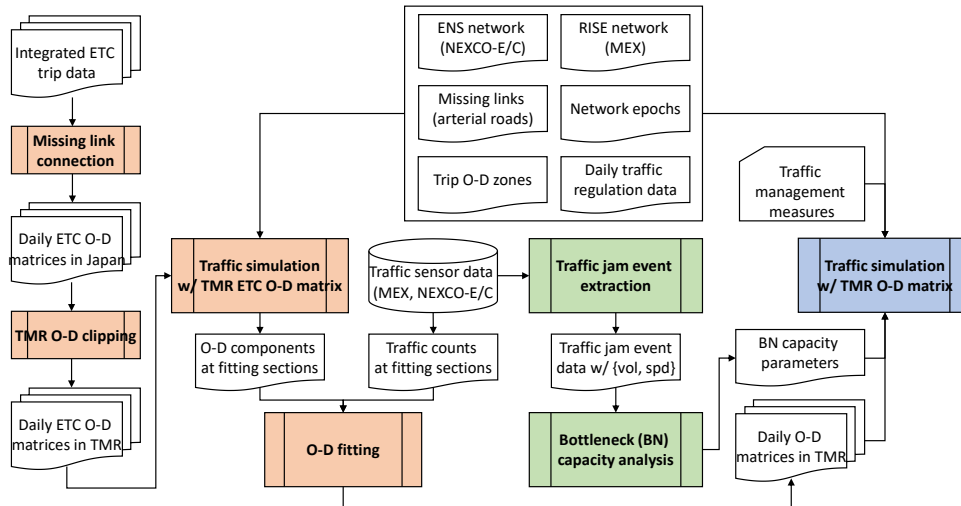 Integrated ETC
trip data
Missing link
connection
Daily ETC O-D
matrices in Japan
TMR O-D clipping
Daily ETC O-D
matrices in TMR
ENS network
(NEXCO-E/C)
RISE network
(MEX)
Missing links
(arterial roads)
Network epochs
Trip O-D zones
Daily traffic
regulation data
Traffic
management
measures
Traffic simulation
w/ TMR ETC O-D matrix
Traffic sensor data
(MEX, NEXCO-E/C
Traffic jam event
extraction
Traffic simulation
w/ TMR O-D matrix
O-D components
at fitting sections
Traffic counts
at fitting sections
Traffic jam event
data w/ {vol, spd}
BN capacity
parameters
O-D fitting
Bottleneck (BN)
capacity analysis
Daily O-D
matrices in TMR